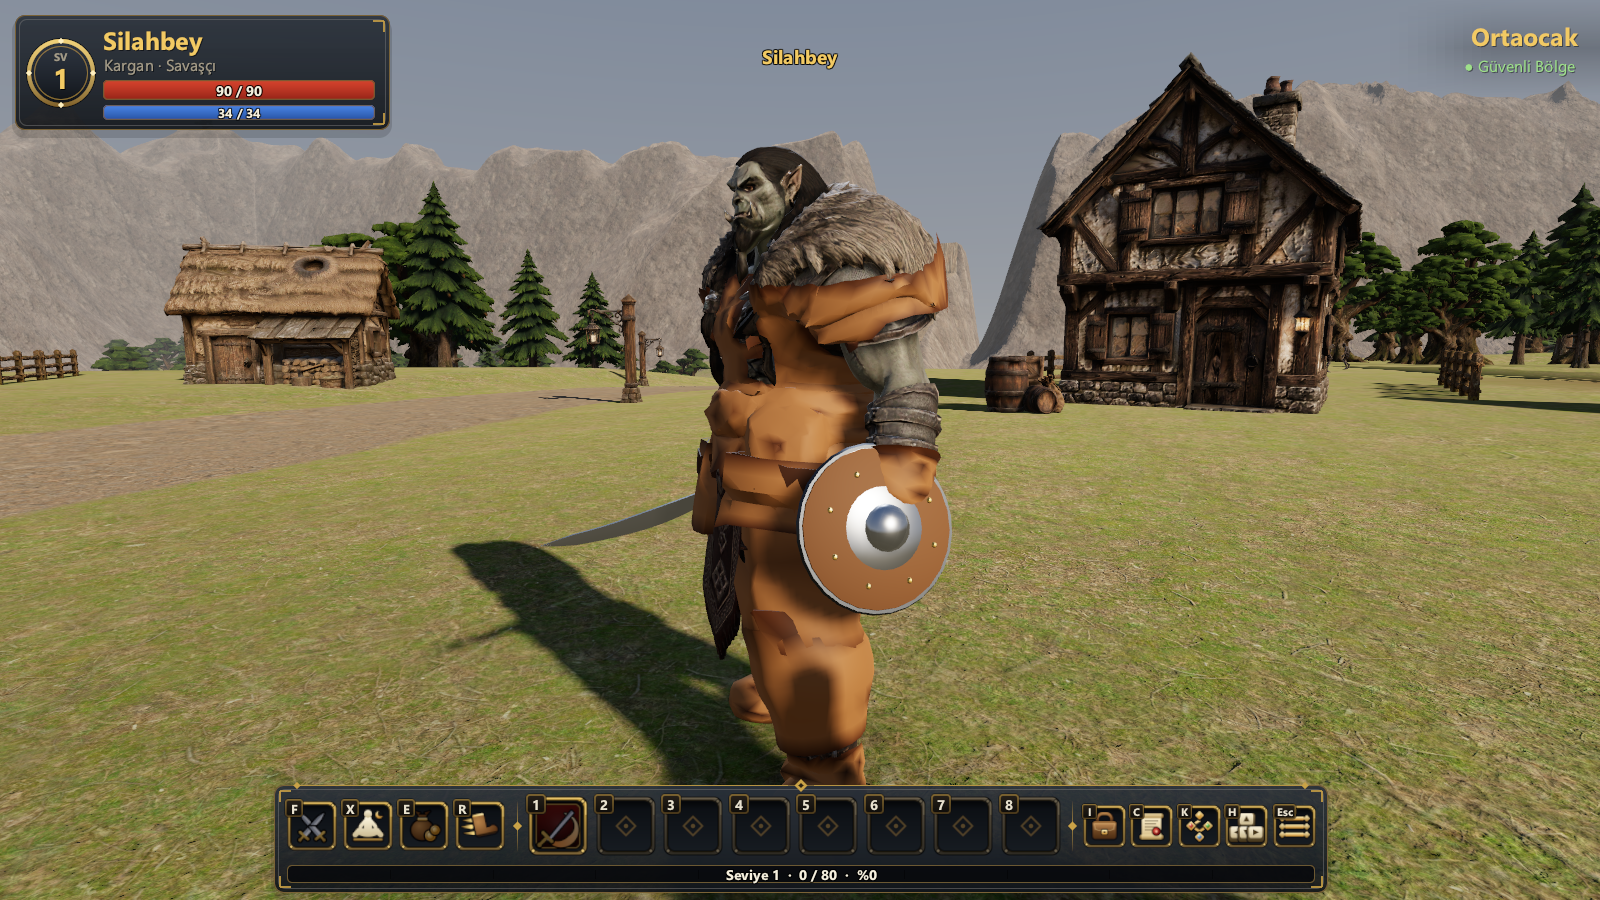 SV
1
Silahbey
Kargan · Savaşçı
90 / 90
34 / 34
Silahbey
Ortaocak
Güvenli Bölge
F
X
E
R
1
2
3
4
5
6
7
8
I
C
K
H
Esc
Seviye 1 · 0 / 80 · %0